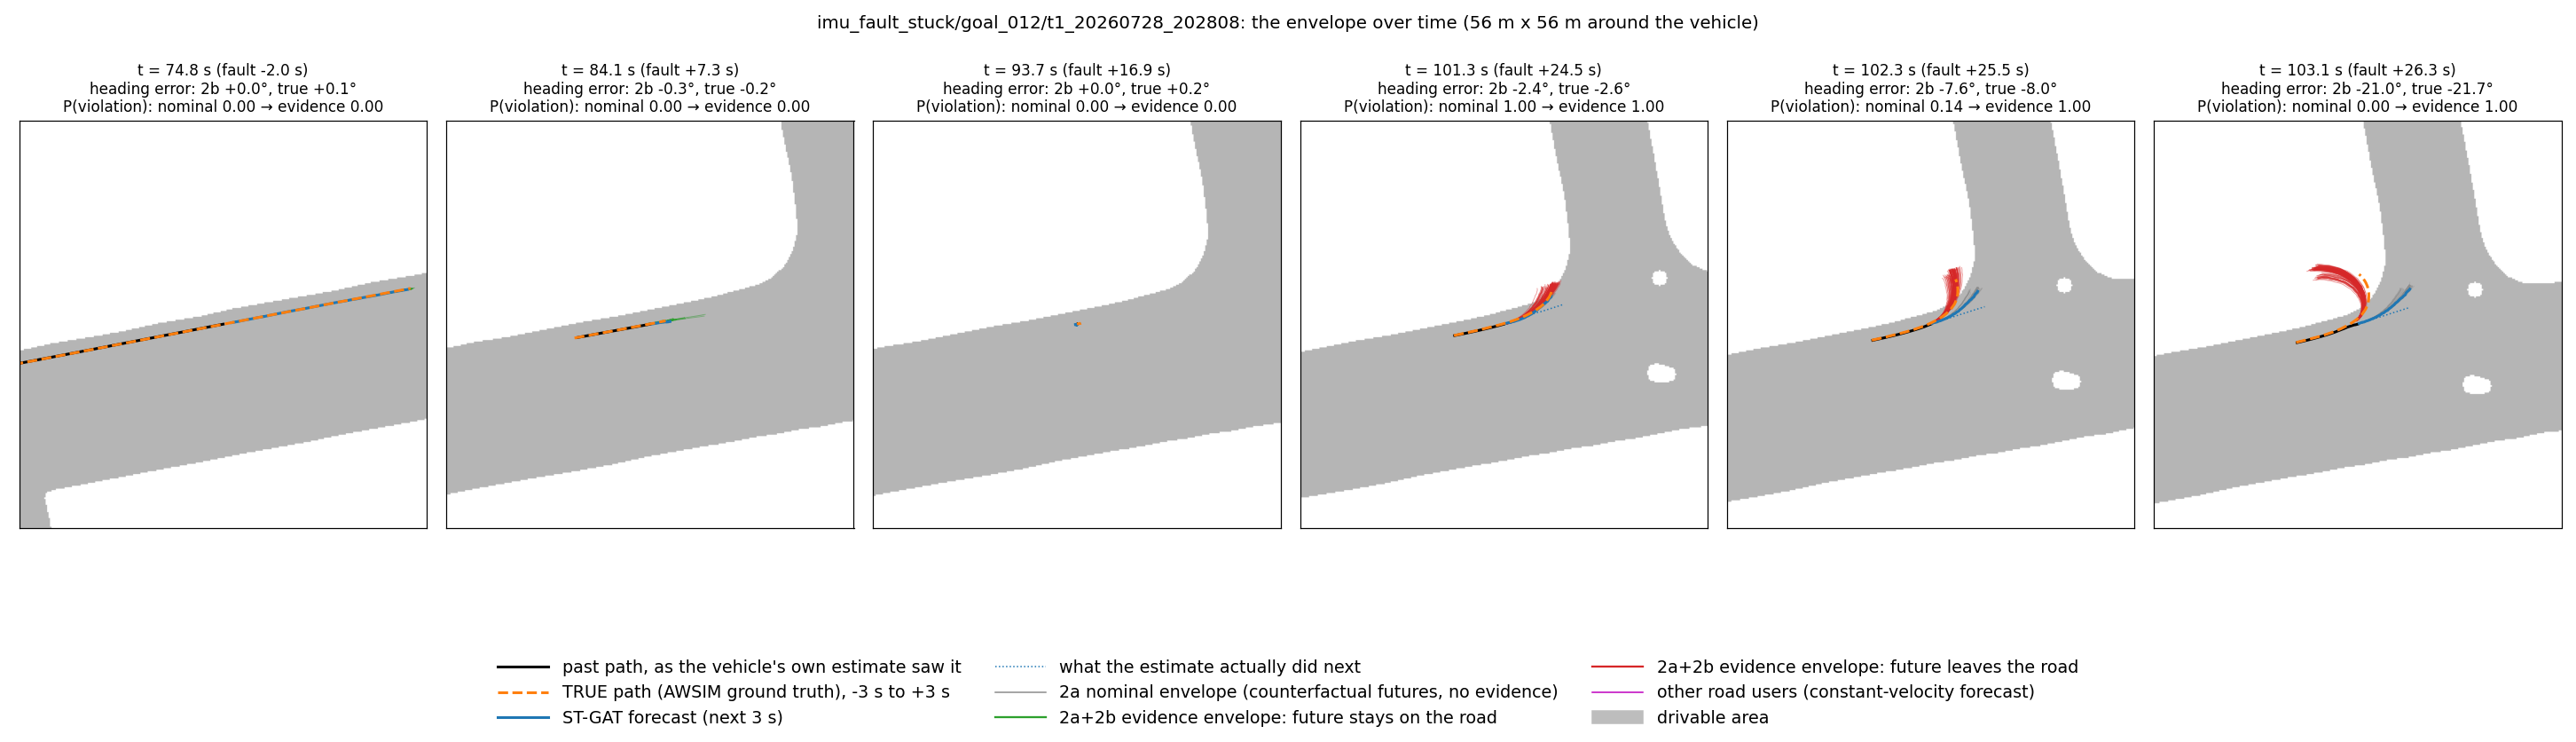 imu_fault_stuck/goal_012/t1_20260728_202808: the envelope over time (56 m x 56 m around the vehicle)
t = 74.8 s (fault -2.0 s)
heading error: 2b +0.0°, true +0.1°
P(violation): nominal 0.00 → evidence 0.00
t = 84.1 s (fault +7.3 s)
heading error: 2b -0.3°, true -0.2°
P(violation): nominal 0.00 → evidence 0.00
t = 93.7 s (fault +16.9 s)
heading error: 2b +0.0°, true +0.2°
P(violation): nominal 0.00 → evidence 0.00
t = 101.3 s (fault +24.5 s)
heading error: 2b -2.4°, true -2.6°
P(violation): nominal 1.00 → evidence 1.00
t = 102.3 s (fault +25.5 s)
heading error: 2b -7.6°, true -8.0°
P(violation): nominal 0.14 → evidence 1.00
t = 103.1 s (fault +26.3 s)
heading error: 2b -21.0°, true -21.7°
P(violation): nominal 0.00 → evidence 1.00
past path, as the vehicle's own estimate saw it
TRUE path (AWSIM ground truth), -3 s to +3 s
ST-GAT forecast (next 3 s)
what the estimate actually did next
2a nominal envelope (counterfactual futures, no evidence)
2a+2b evidence envelope: future stays on the road
2a+2b evidence envelope: future leaves the road
other road users (constant-velocity forecast)
drivable area